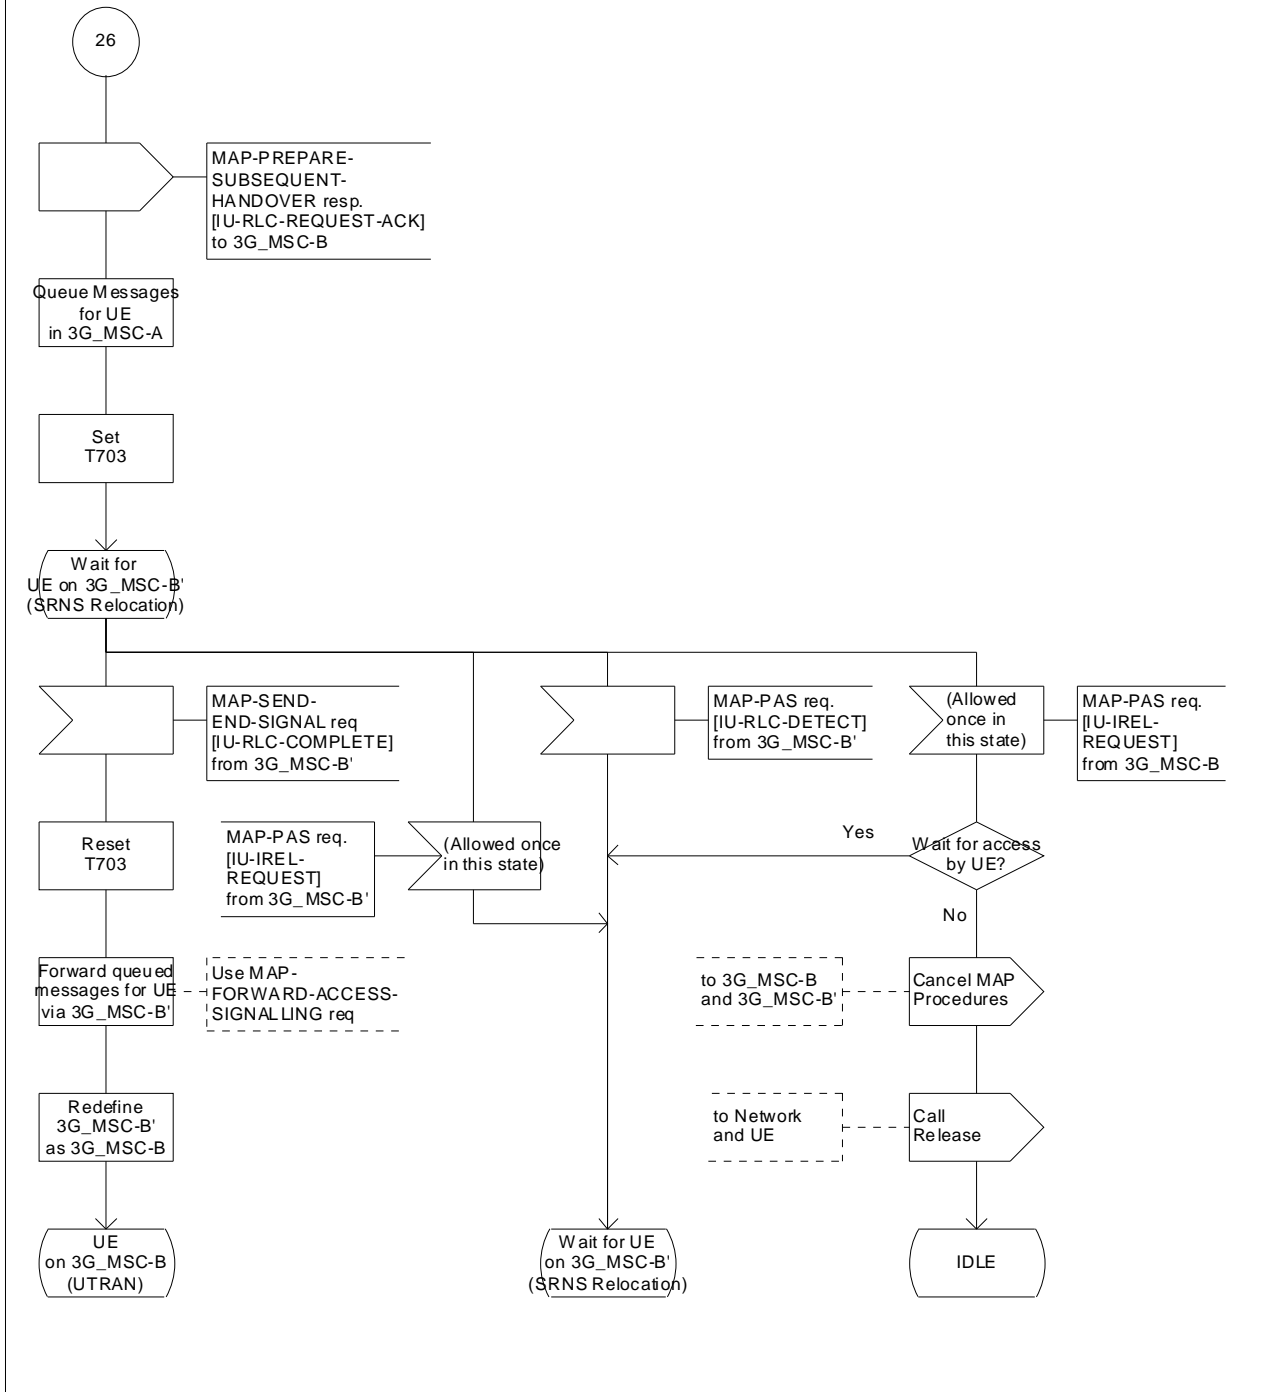 26
MAP-PREPARE-
SUBSEQUENT-
HANDOVER resp.
[IU-RLC-REQUEST-ACK]
to 3G_MSC-B
Queue Messages
for UE
in 3G_MSC-A
Set
T703
Wait for
UE on 3G_MSC-B'
(SRNS Relocation)
MAP-SEND-
END-SIGNAL req
[IU-RLC-COMPLETE]
from 3G_MSC-B'
MAP-PAS req.
[IU-RLC-DETECT]
from 3G_MSC-B'
(Allowed
once in
this state)
MAP-PAS req.
[IU-IREL-
REQUEST]
from 3G_MSC-B
Reset
T703
MAP-PAS req.
[IU-IREL-
REQUEST]
from 3G_MSC-B'
(Allowed once
in this state)
Yes
Wait for access
by UE?
No
Forward queued
messages for UE
via 3G_MSC-B'
Use MAP-
FORWARD-ACCESS-
SIGNALLING req
to 3G_MSC-B
and 3G_MSC-B'
Cancel MAP
Procedures
Redefine
3G_MSC-B'
as 3G_MSC-B
to Network
and UE
Call
Release
UE
on 3G_MSC-B
(UTRAN)
Wait for UE
on 3G_MSC-B'
(SRNS Relocation)
IDLE